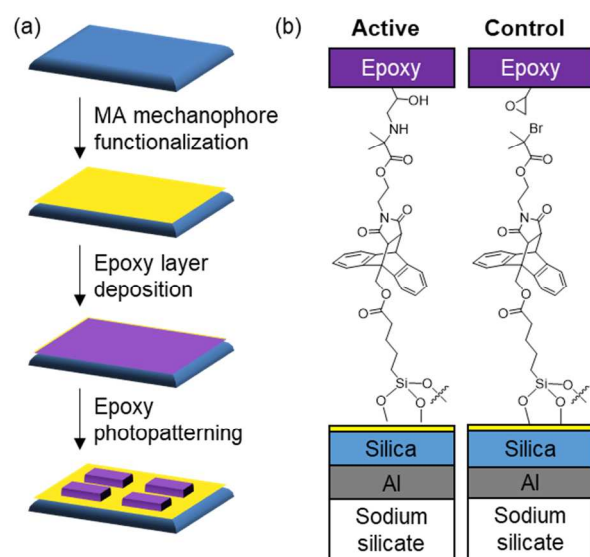 (a)
MA mechanophore
functionalization
Epoxy layer
deposition
Epoxy
photopatterning
(b)
Active
Control
Epoxy
Epoxy
OH
O
NH
Br
O
O
O
O
O
N
O
O
N
O
O
O
O
O
Si
O
O
O
Si
O
O
O
Silica
Silica
Al
Al
Sodium
silicate
Sodium
silicate